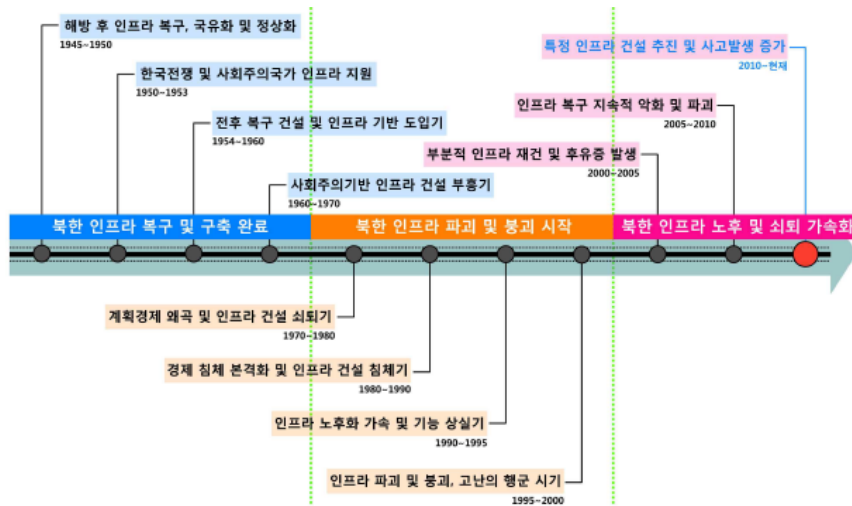 해방 후 인프라 복구, 국유화 및 정상화
1945~1950
특정 인프라 건설 추진 및 사고발생 증가
2010~현재
한국전쟁 및 사회주의국가 인프라 지원
1950~1953
인프라 복구 지속적 악화 및 파괴
2005~2010
전후 복구 건설 및 인프라 기반 도입기
1954~1960
부분적 인프라 재건 및 후유증 발생
2000~2005
사회주의기반 인프라 건설 부흥기
1960~1970
북한 인프라 복구 및 구축 완료
북한 인프라 파괴 및 붕괴 시작
북한 인프라 노후 및 쇠퇴 가속화
계획경제 왜곡 및 인프라 건설 쇠퇴기
1970~1980
경제 침체 본격화 및 인프라 건설 침체기
1980~1990
인프라 노후화 가속 및 기능 상실기
1990~1995
인프라 파괴 및 붕괴, 고난의 행군 시기
1995~2000